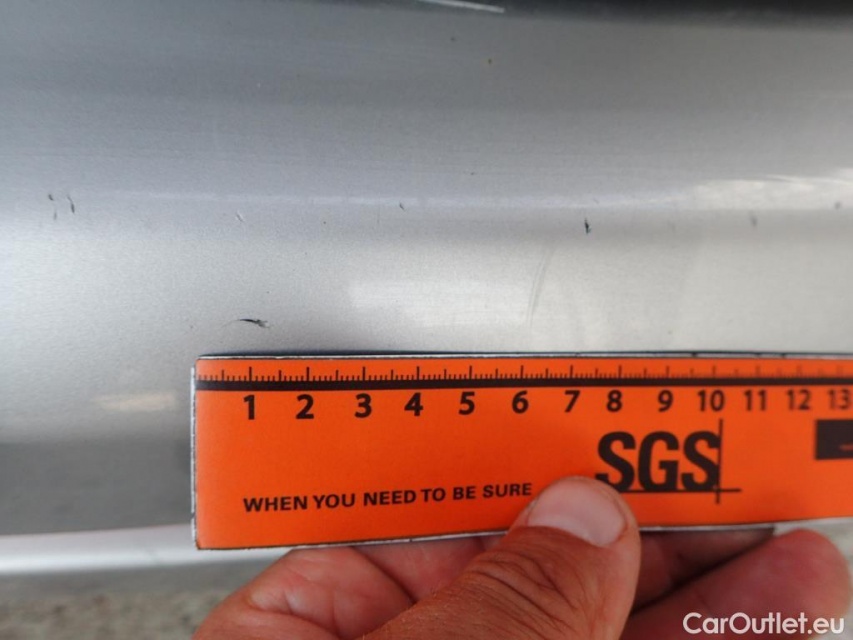 1 2 3 4 5 6 7 8 9 10 11 12 13
SGS
WHEN YOU NEED TO BE SURE
CarOutlet.eu